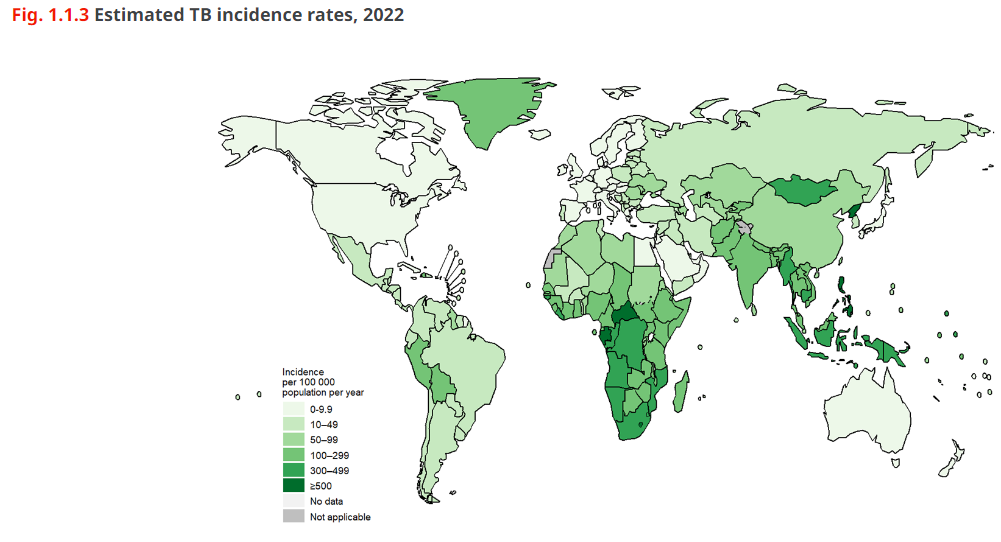 Fig. 1.1.3 Estimated TB incidence rates, 2022
Incidence
per 100 000
population per year
0-9.9
10–49
50–99
100–299
300–499
≥500
No data
Not applicable